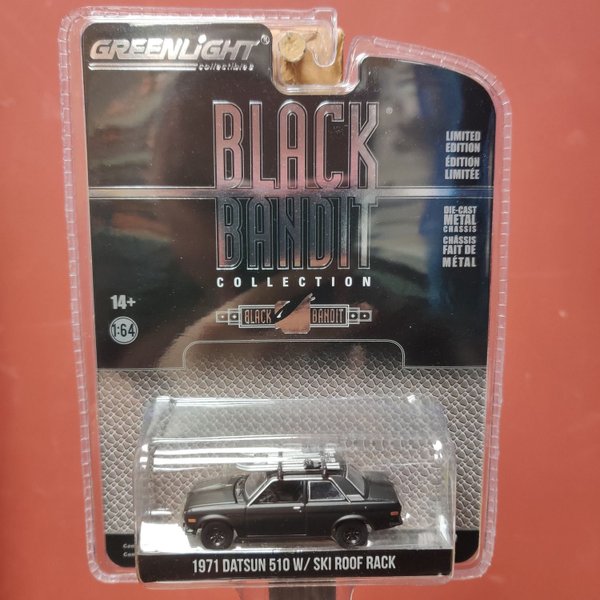 GREENLIGHT
collectibles
BLACK
BANDIT
COLLECTION
BLACK BANDIT
LIMITED
EDITION
ÉDITION
LIMITÉE
DIE-CAST
METAL
CHASSIS
CHÂSSIS
FAIT DE
MÉTAL
14+
1:64
1971 DATSUN 510 W/ SKI ROOF RACK